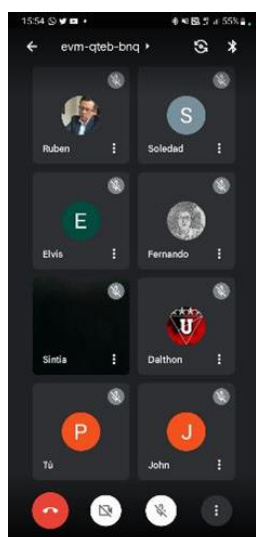 15:54 55%
evm-qteb-bnq
S
Ruben Soledad
E
Elvis Fernando
U
Sintia Dalthon
P J
Tú John